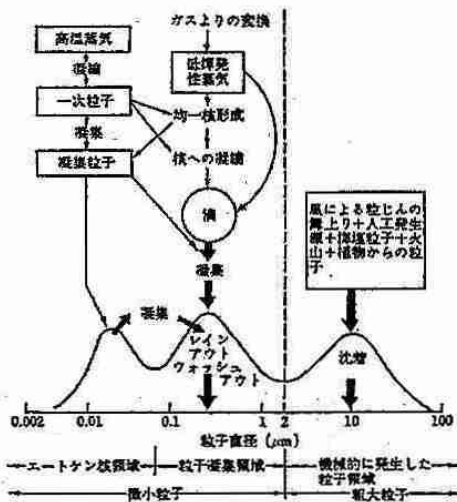 ガスよりの変換
高温蒸気
凝縮
一次粒子
凝集
凝集粒子
低揮発
性蒸気
均一核形成
核への凝縮
滴
凝集
風による粒じんの
舞上り+人工発生
源+海塩粒子+火
山+植物からの粒
子
凝集
レイン
アウト
ウォッシュ
アウト
沈着
0.002
0.01
0.1
1
2
10
100
粒子直径(μm)
エートケン核領域
粒子凝集領域
機械的に発生した
粒子領域
微小粒子
粗大粒子